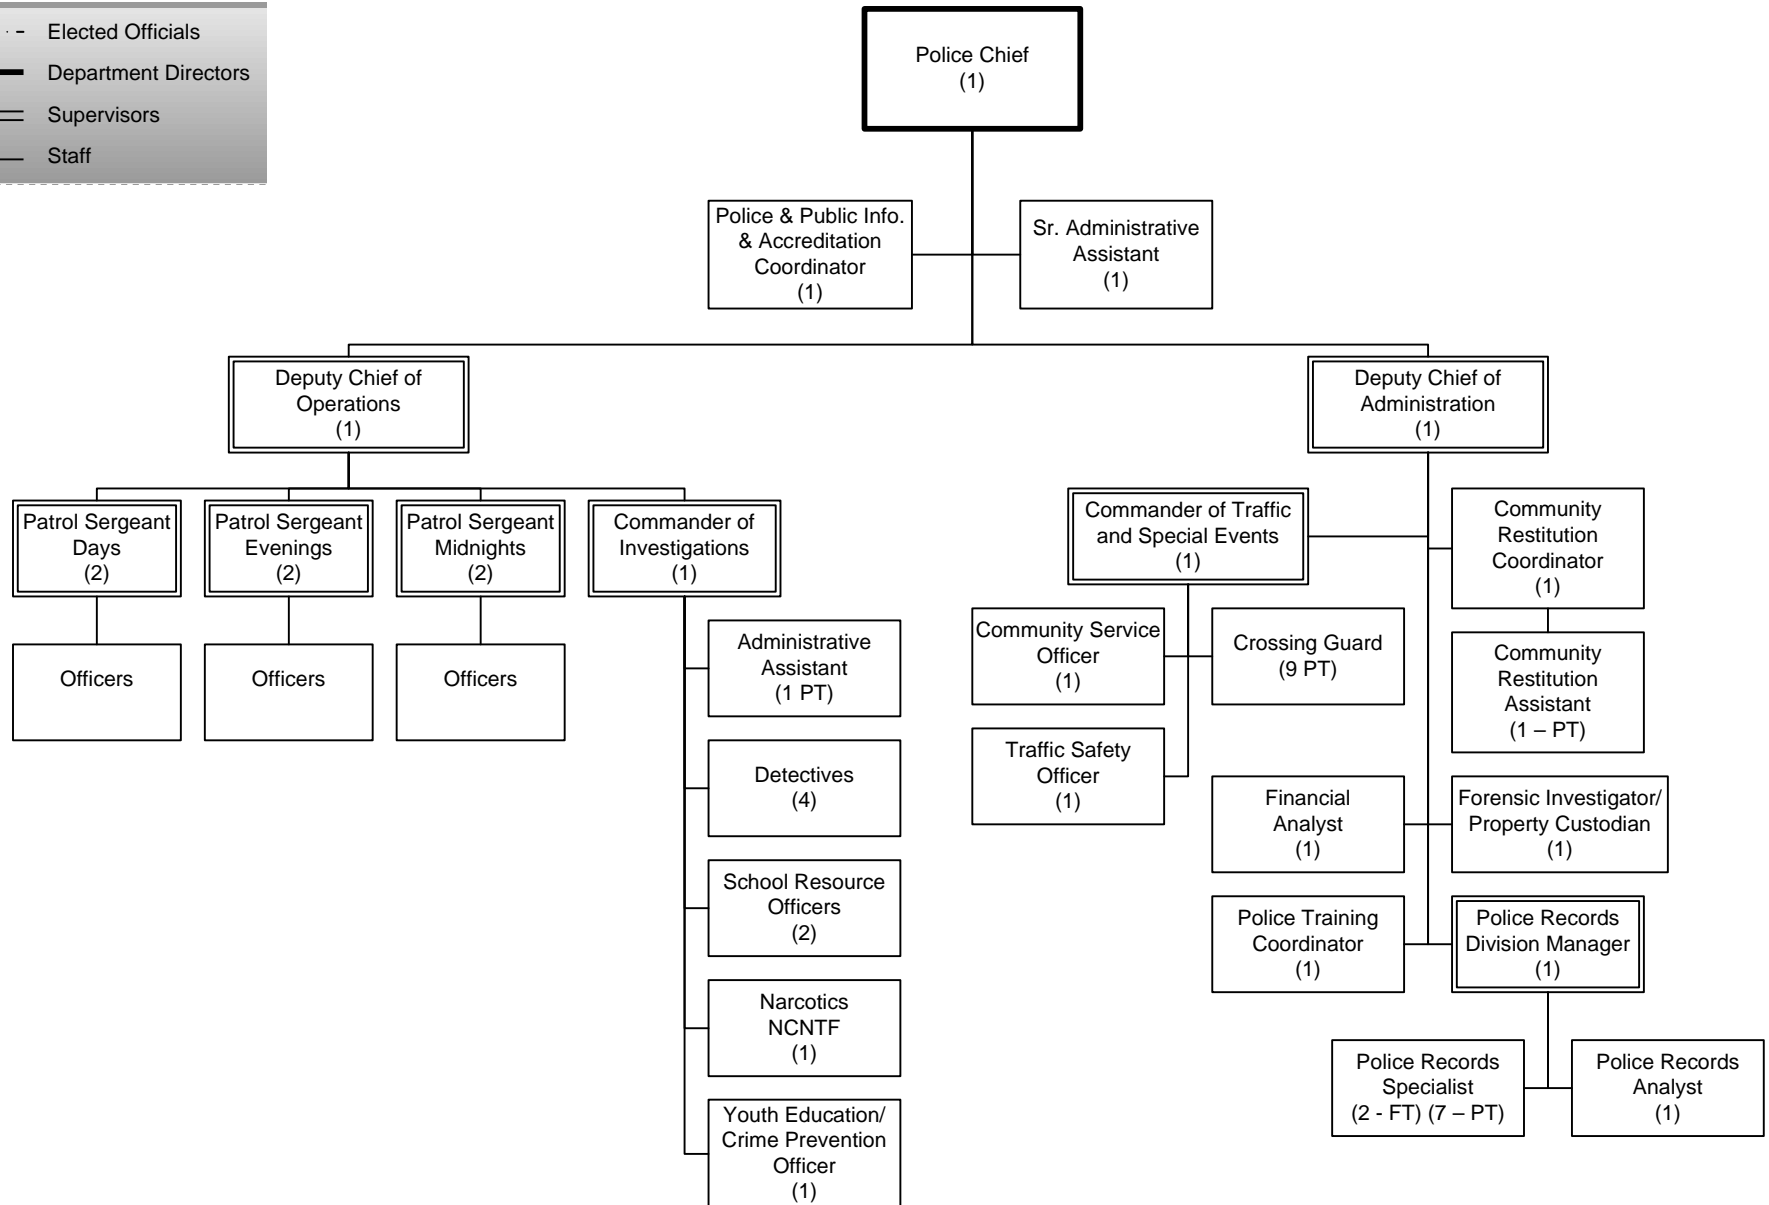 Elected Officials
Department Directors
Supervisors
Staff
Police Chief
(1)
Police & Public Info.
& Accreditation
Coordinator
(1)
Sr. Administrative
Assistant
(1)
Deputy Chief of
Operations
(1)
Deputy Chief of
Administration
(1)
Patrol Sergeant
Days
(2)
Patrol Sergeant
Evenings
(2)
Patrol Sergeant
Midnights
(2)
Commander of
Investigations
(1)
Officers
Officers
Officers
Administrative
Assistant
(1 PT)
Detectives
(4)
School Resource
Officers
(2)
Narcotics
NCNTF
(1)
Youth Education/
Crime Prevention
Officer
(1)
Commander of Traffic
and Special Events
(1)
Community
Restitution
Coordinator
(1)
Community Service
Officer
(1)
Crossing Guard
(9 PT)
Community
Restitution
Assistant
(1 – PT)
Traffic Safety
Officer
(1)
Financial
Analyst
(1)
Forensic Investigator/
Property Custodian
(1)
Police Training
Coordinator
(1)
Police Records
Division Manager
(1)
Police Records
Specialist
(2 - FT) (7 – PT)
Police Records
Analyst
(1)